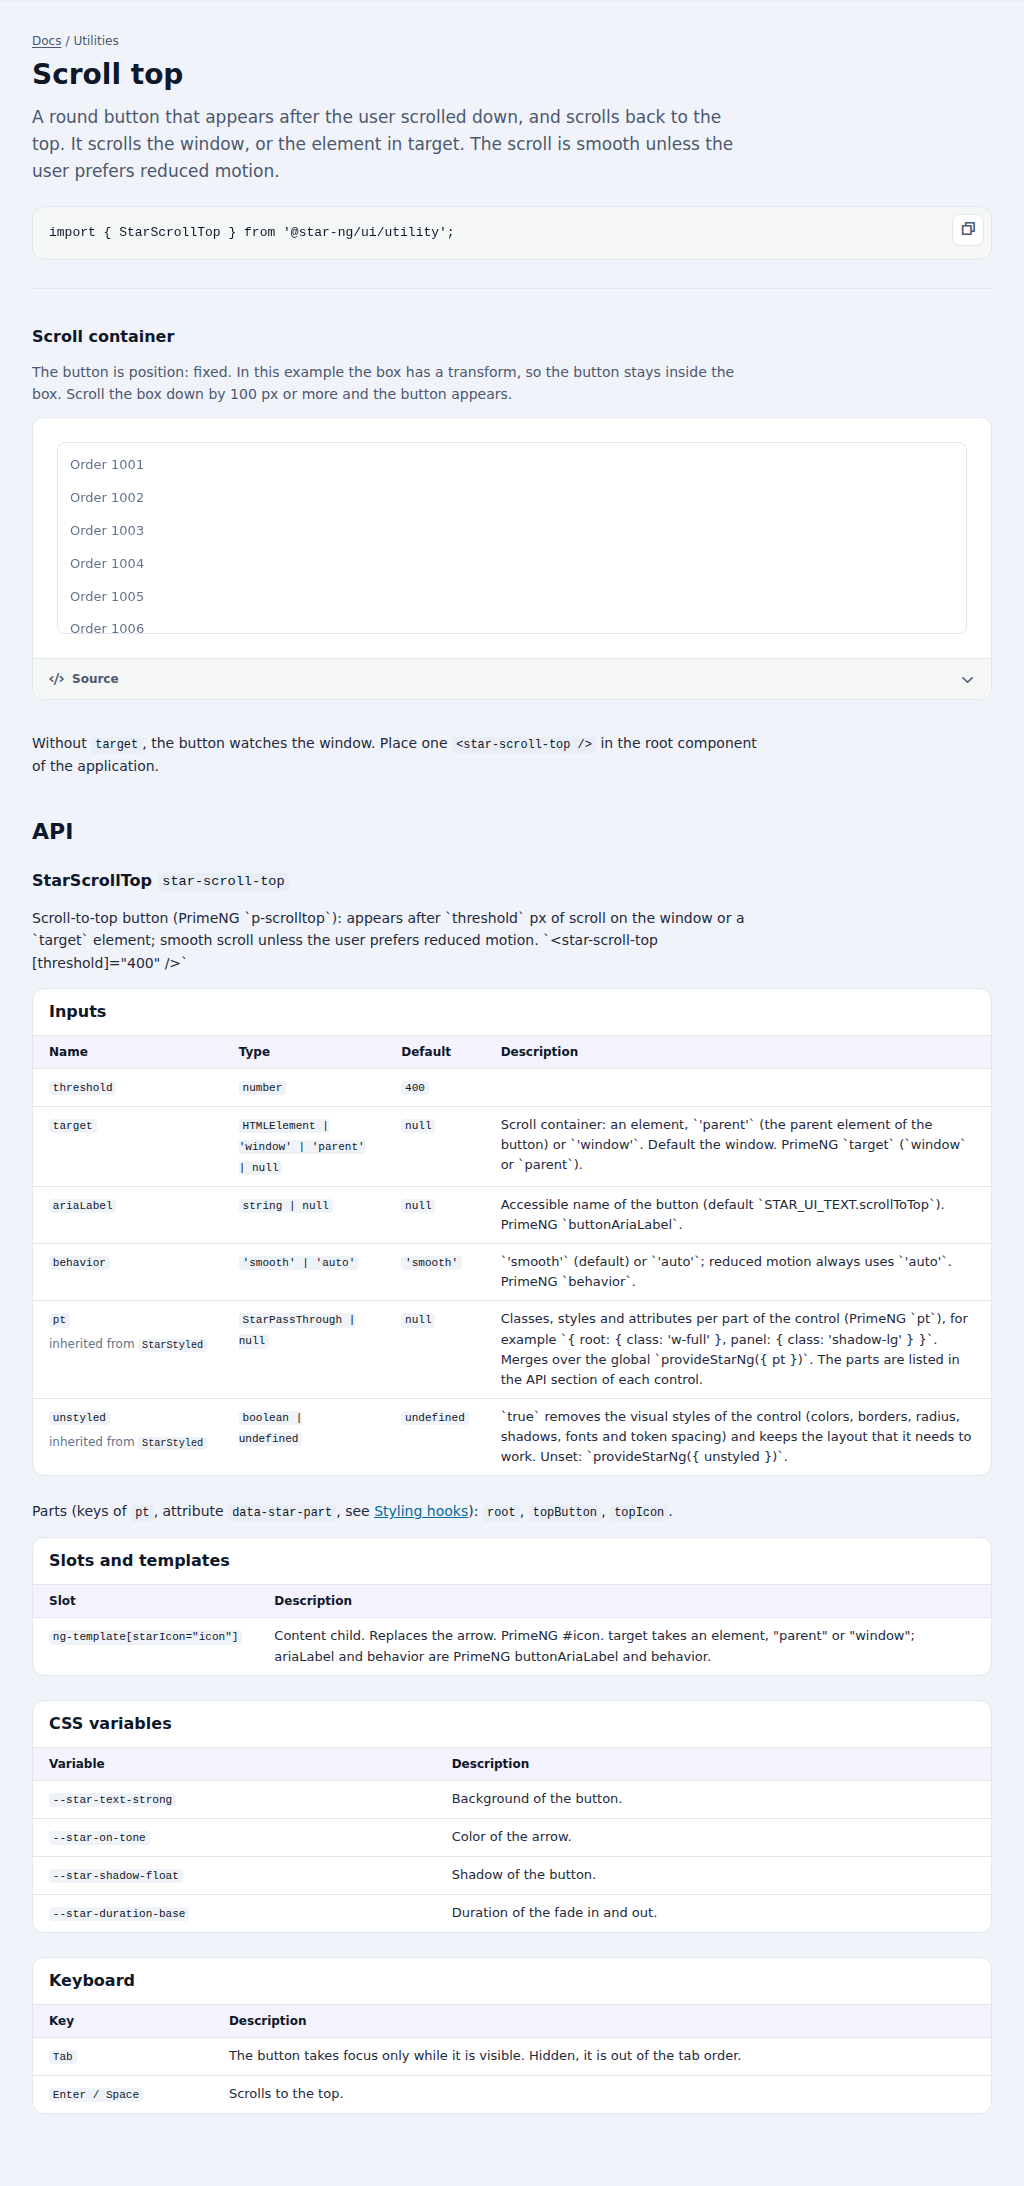 Docs / Utilities
Scroll top
A round button that appears after the user scrolled down, and scrolls back to the
top. It scrolls the window, or the element in target. The scroll is smooth unless the
user prefers reduced motion.
import { StarScrollTop } from '@star-ng/ui/utility';
Scroll container
The button is position: fixed. In this example the box has a transform, so the button stays inside the
box. Scroll the box down by 100 px or more and the button appears.
Order 1001
Order 1002
Order 1003
Order 1004
Order 1005
Order 1006
</> Source
Without target, the button watches the window. Place one <star-scroll-top /> in the root component
of the application.
API
StarScrollTop star-scroll-top
Scroll-to-top button (PrimeNG `p-scrolltop`): appears after `threshold` px of scroll on the window or a
`target` element; smooth scroll unless the user prefers reduced motion. `<star-scroll-top
[threshold]="400" />`
Inputs
Name Type Default Description
threshold number 400
target HTMLElement | null Scroll container: an element, `'parent'` (the parent element of the
'window' | 'parent' button) or `'window'`. Default the window. PrimeNG `target` (`window`
| null or `parent`).
ariaLabel string | null null Accessible name of the button (default `STAR_UI_TEXT.scrollToTop`).
PrimeNG `buttonAriaLabel`.
behavior 'smooth' | 'auto' 'smooth' `'smooth'` (default) or `'auto'`; reduced motion always uses `'auto'`.
PrimeNG `behavior`.
pt StarPassThrough | null Classes, styles and attributes per part of the control (PrimeNG `pt`), for
inherited from StarStyled null example `{ root: { class: 'w-full' }, panel: { class: 'shadow-lg' } }`.
Merges over the global `provideStarNg({ pt })`. The parts are listed in
the API section of each control.
unstyled boolean | undefined `true` removes the visual styles of the control (colors, borders, radius,
inherited from StarStyled undefined shadows, fonts and token spacing) and keeps the layout that it needs to
work. Unset: `provideStarNg({ unstyled })`.
Parts (keys of pt, attribute data-star-part, see Styling hooks): root, topButton, topIcon.
Slots and templates
Slot Description
ng-template[starIcon="icon"] Content child. Replaces the arrow. PrimeNG #icon. target takes an element, "parent" or "window";
ariaLabel and behavior are PrimeNG buttonAriaLabel and behavior.
CSS variables
Variable Description
--star-text-strong Background of the button.
--star-on-tone Color of the arrow.
--star-shadow-float Shadow of the button.
--star-duration-base Duration of the fade in and out.
Keyboard
Key Description
Tab The button takes focus only while it is visible. Hidden, it is out of the tab order.
Enter / Space Scrolls to the top.